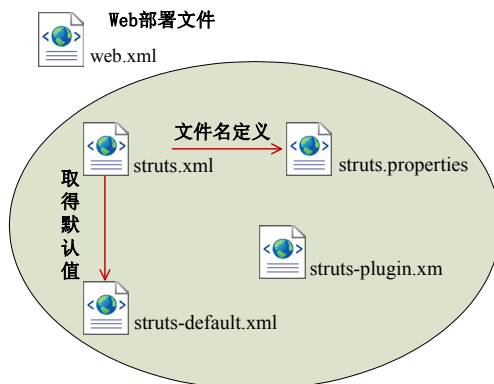 Web部署文件
web.xml
struts.xml
文件名定义
struts.properties
取得默认值
struts-plugin.xm
struts-default.xml